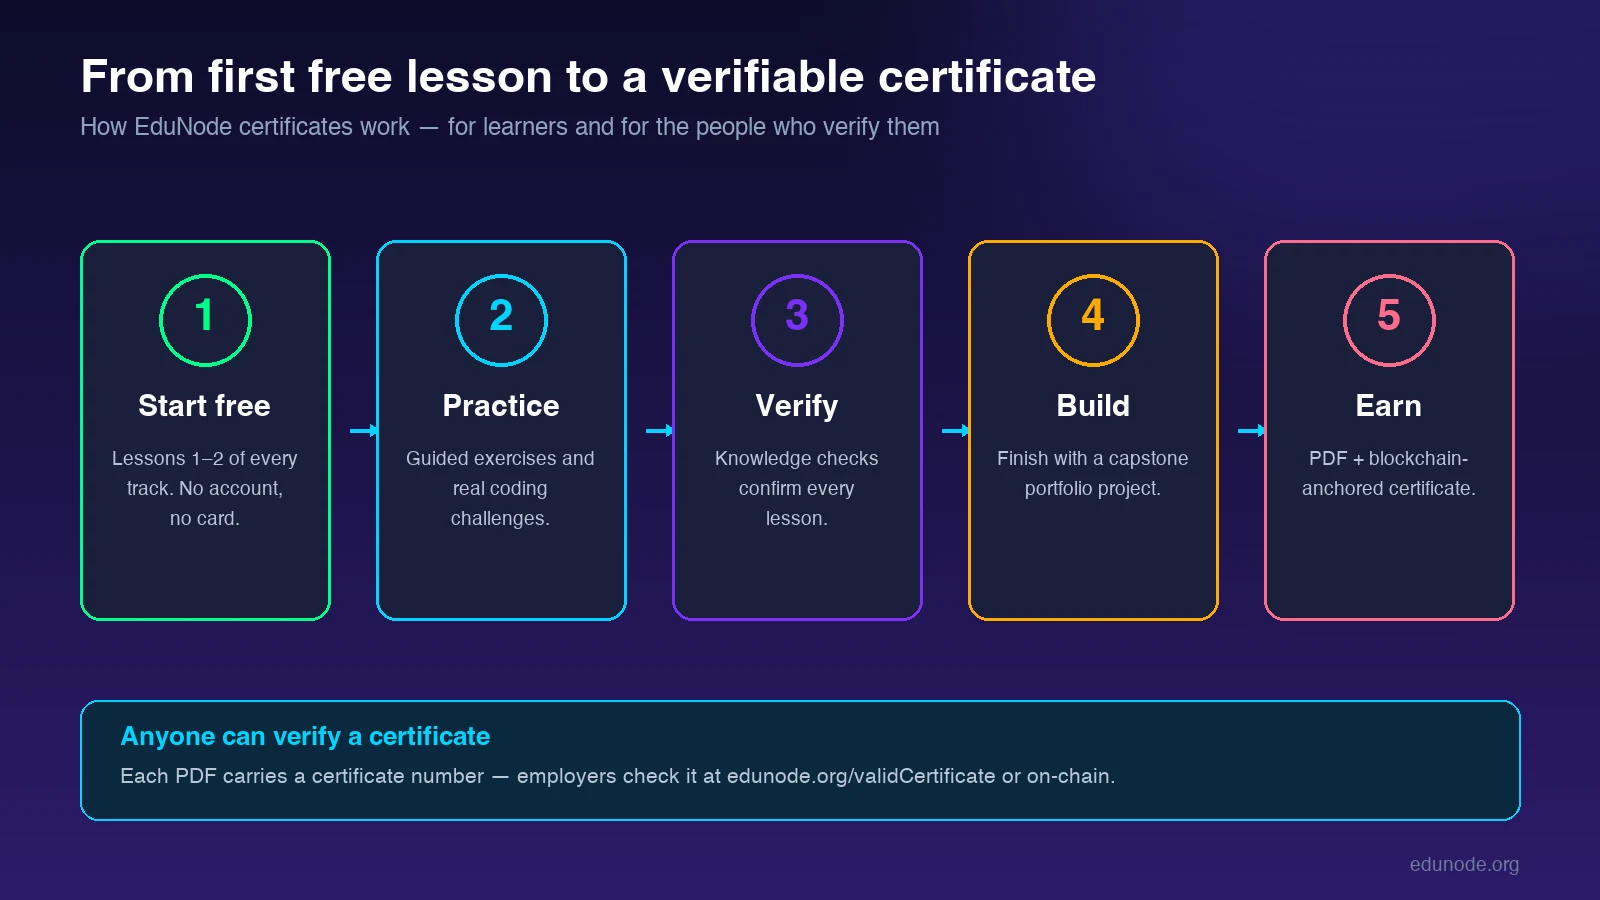 From first free lesson to a verifiable certificate
How EduNode certificates work — for learners and for the people who verify them
1
Start free
Lessons 1–2 of every
track. No account,
no card.
2
Practice
Guided exercises and
real coding
challenges.
3
Verify
Knowledge checks
confirm every
lesson.
4
Build
Finish with a capstone
portfolio project.
5
Earn
PDF + blockchain-
anchored certificate.
Anyone can verify a certificate
Each PDF carries a certificate number — employers check it at edunode.org/validCertificate or on-chain.
edunode.org